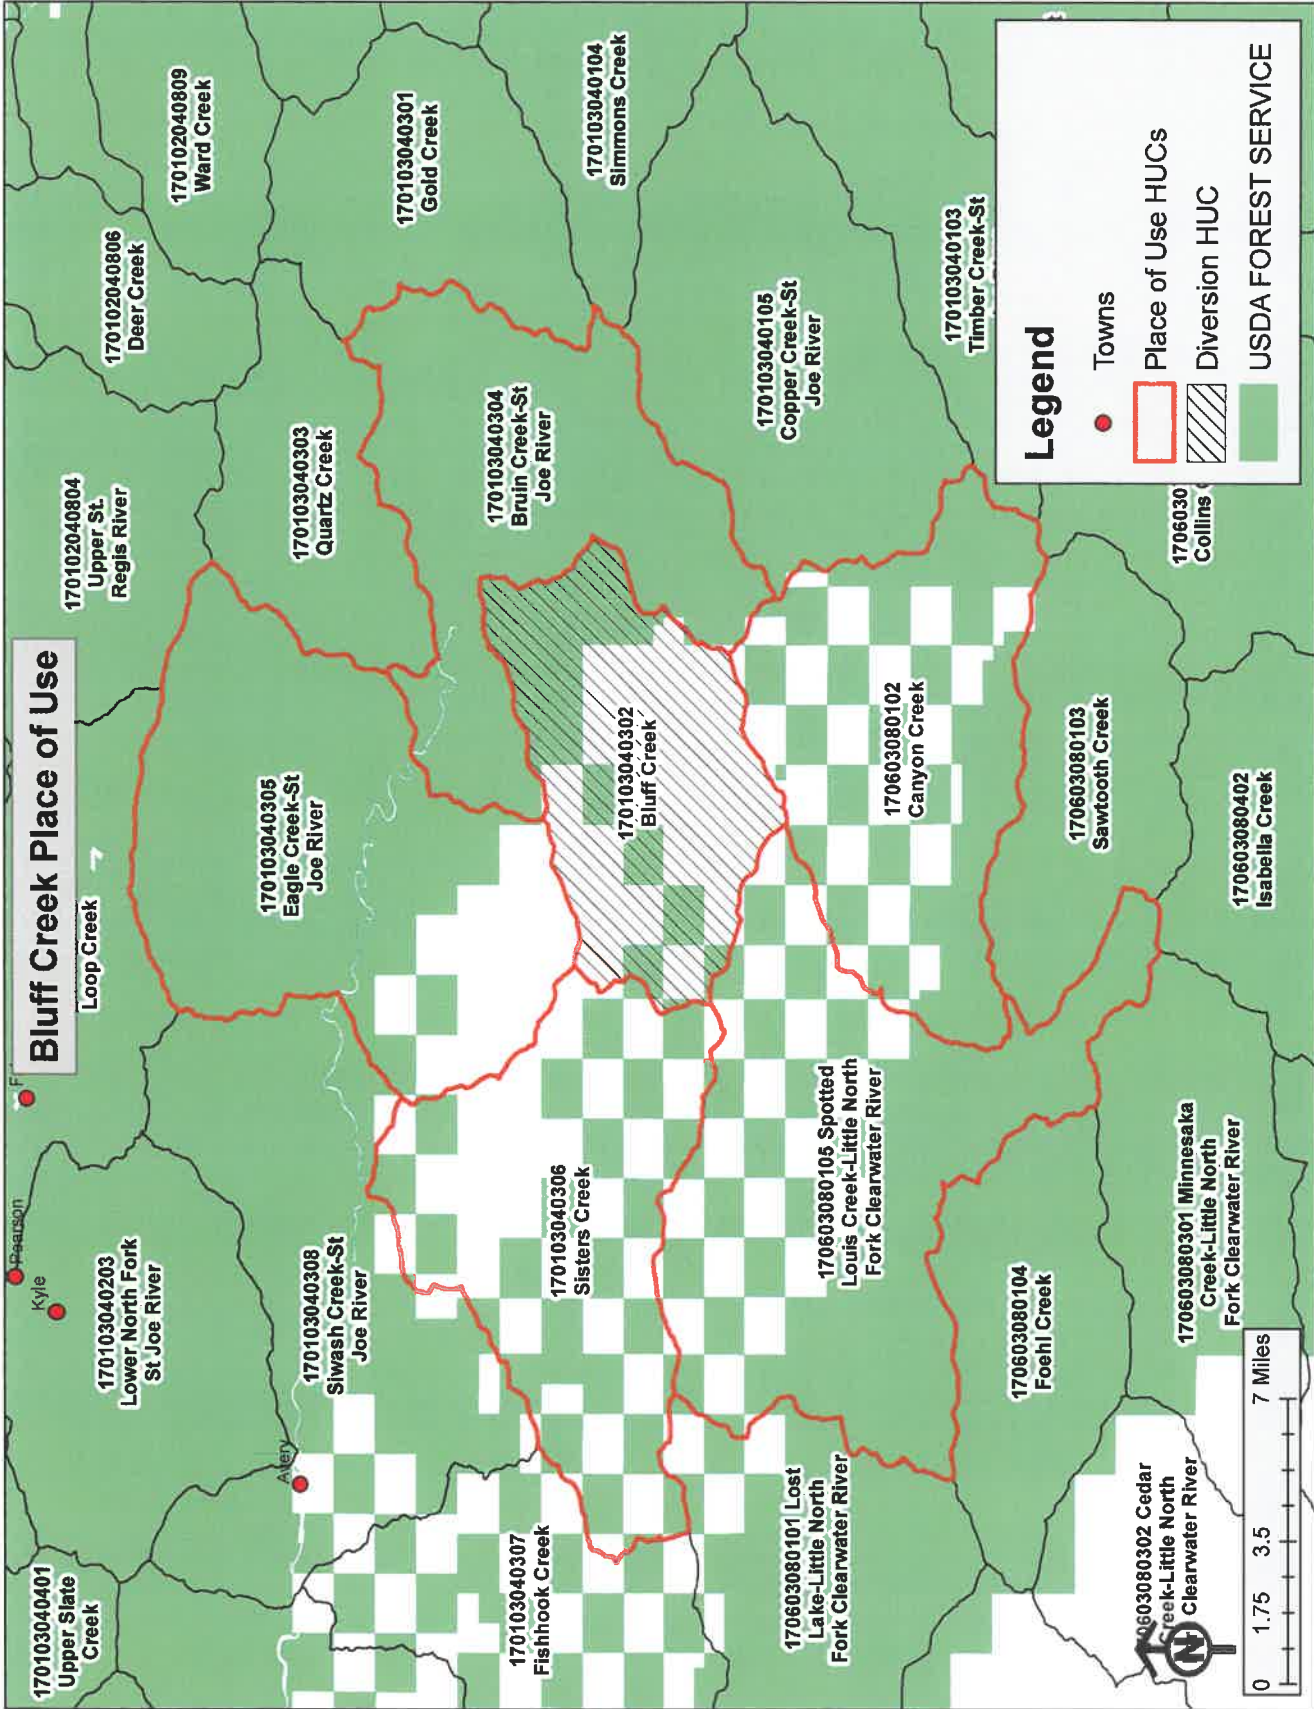 Bluff Creek Place of Use
170103040401
Upper Slate
Creek
Pearson
Kyle
170103040203
Lower North Fork
St Joe River
Avery
Loop Creek
170102040804
Upper St.
Regis River
170102040806
Deer Creek
170102040809
Ward Creek
170103040308
Siwash Creek-St
Joe River
170103040305
Eagle Creek-St
Joe River
170103040303
Quartz Creek
170103040301
Gold Creek
170103040307
Fishhook Creek
170103040306
Sisters Creek
170103040302
Bluff Creek
170103040304
Bruin Creek-St
Joe River
170103040104
Simmons Creek
170603080101 Lost
Lake-Little North
Fork Clearwater River
170603080105 Spotted
Louis Creek-Little North
Fork Clearwater River
170603080102
Canyon Creek
170103040105
Copper Creek-St
Joe River
170603080104
Foehl Creek
170603080103
Sawtooth Creek
170103040103
Timber Creek-St
0603080302 Cedar
Creek-Little North
Clearwater River
170603080301 Minnesaka
Creek-Little North
Fork Clearwater River
170603080402
Isabella Creek
1706030
Collins
N
0 1.75 3.5 7 Miles
Legend
Towns
Place of Use HUCs
Diversion HUC
USDA FOREST SERVICE